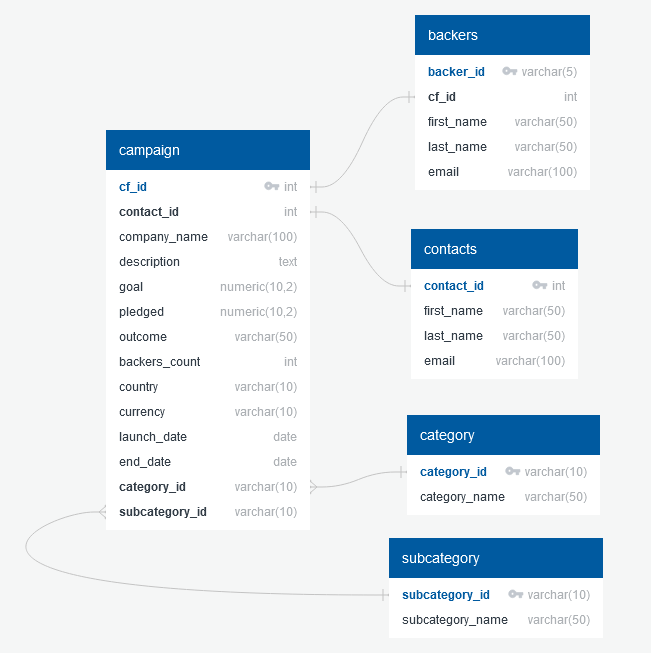 backers
backer_id varchar(5)
cf_id int
first_name varchar(50)
last_name varchar(50)
email varchar(100)
campaign
cf_id int
contact_id int
company_name varchar(100)
description text
goal numeric(10,2)
pledged numeric(10,2)
outcome varchar(50)
backers_count int
country varchar(10)
currency varchar(10)
launch_date date
end_date date
category_id varchar(10)
subcategory_id varchar(10)
contacts
contact_id int
first_name varchar(50)
last_name varchar(50)
email varchar(100)
category
category_id varchar(10)
category_name varchar(50)
subcategory
subcategory_id varchar(10)
subcategory_name varchar(50)